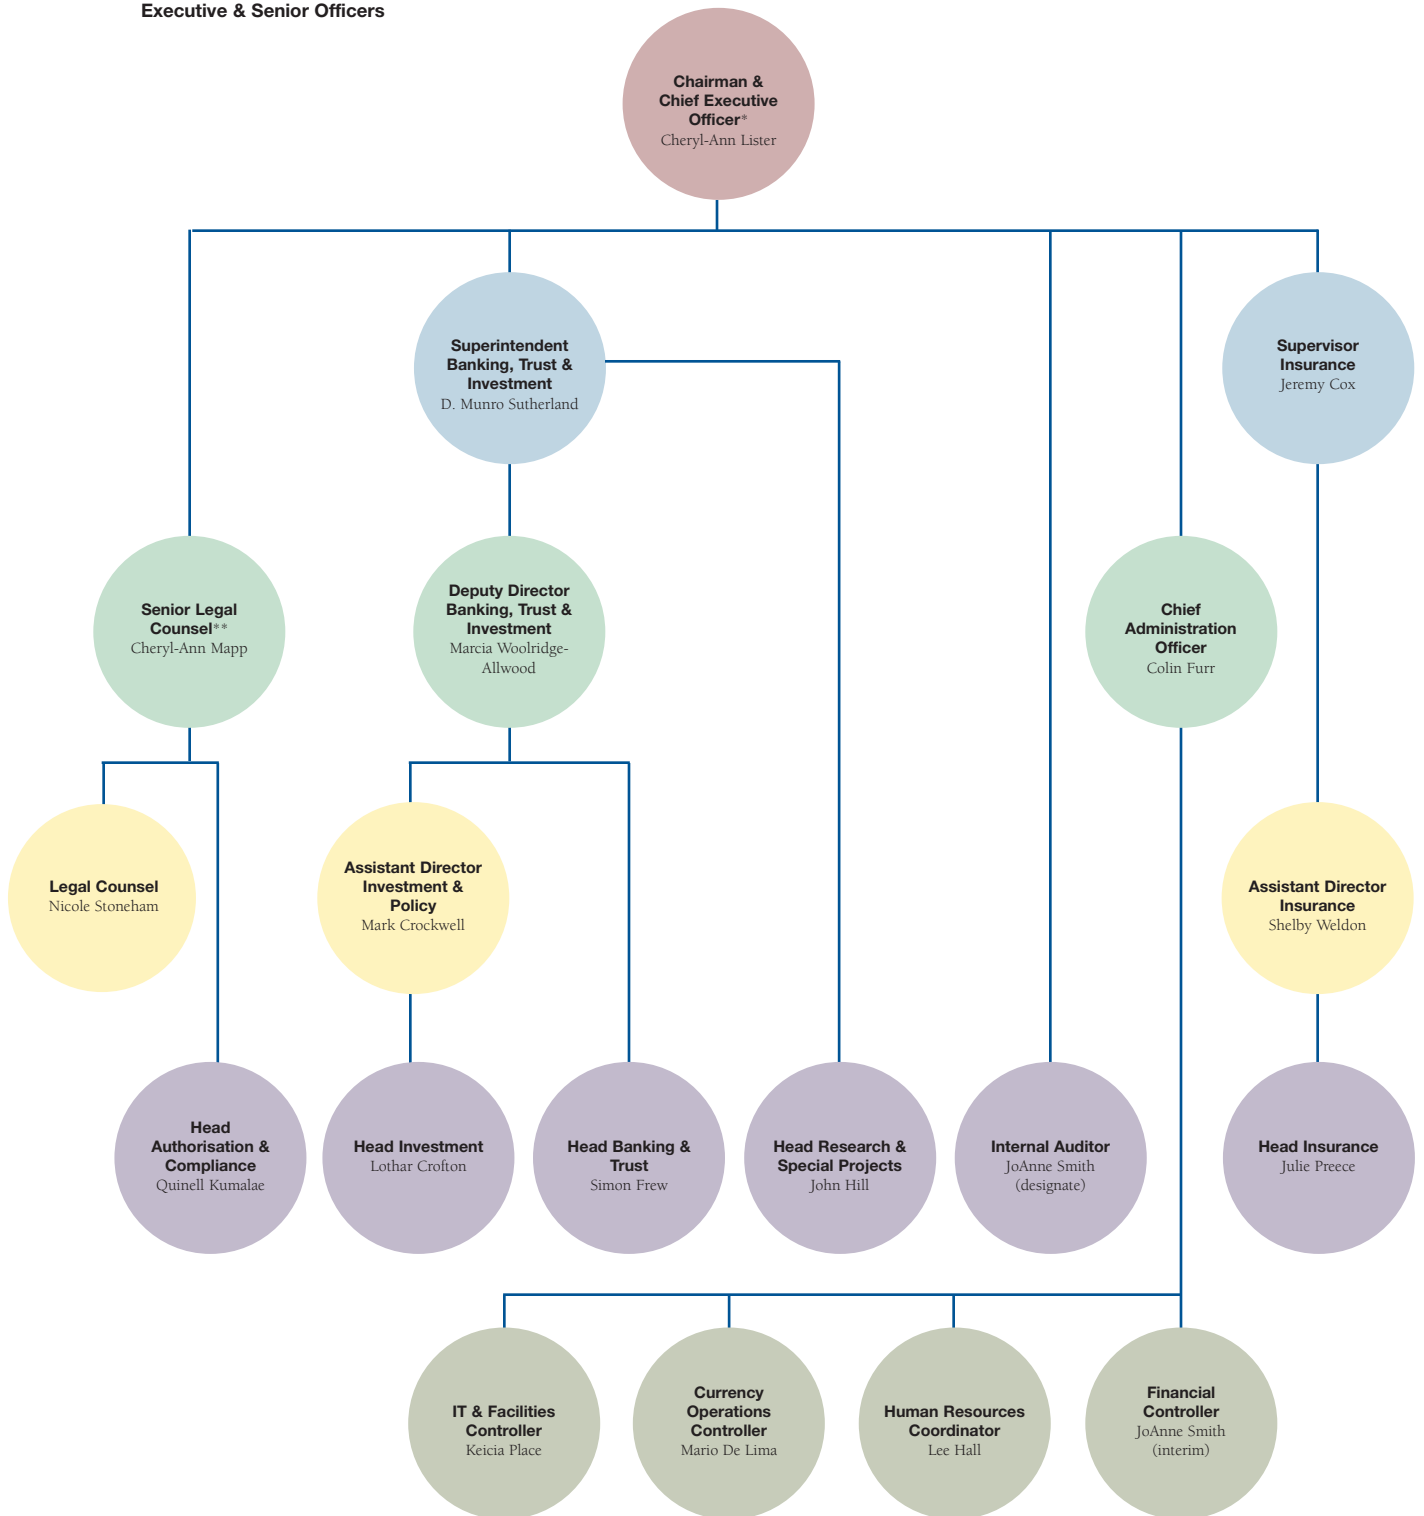 Executive & Senior Officers
Chairman &
Chief Executive
Officer*
Cheryl-Ann Lister
Superintendent
Banking, Trust &
Investment
D. Munro Sutherland
Supervisor
Insurance
Jeremy Cox
Senior Legal
Counsel**
Cheryl-Ann Mapp
Deputy Director
Banking, Trust &
Investment
Marcia Woolridge-
Allwood
Chief
Administration
Officer
Colin Furr
Legal Counsel
Nicole Stoneham
Assistant Director
Investment &
Policy
Mark Crockwell
Assistant Director
Insurance
Shelby Weldon
Head
Authorisation &
Compliance
Quinell Kumalae
Head Investment
Lothar Crofton
Head Banking &
Trust
Simon Frew
Head Research &
Special Projects
John Hill
Internal Auditor
JoAnne Smith
(designate)
Head Insurance
Julie Preece
IT & Facilities
Controller
Keicia Place
Currency
Operations
Controller
Mario De Lima
Human Resources
Coordinator
Lee Hall
Financial
Controller
JoAnne Smith
(interim)